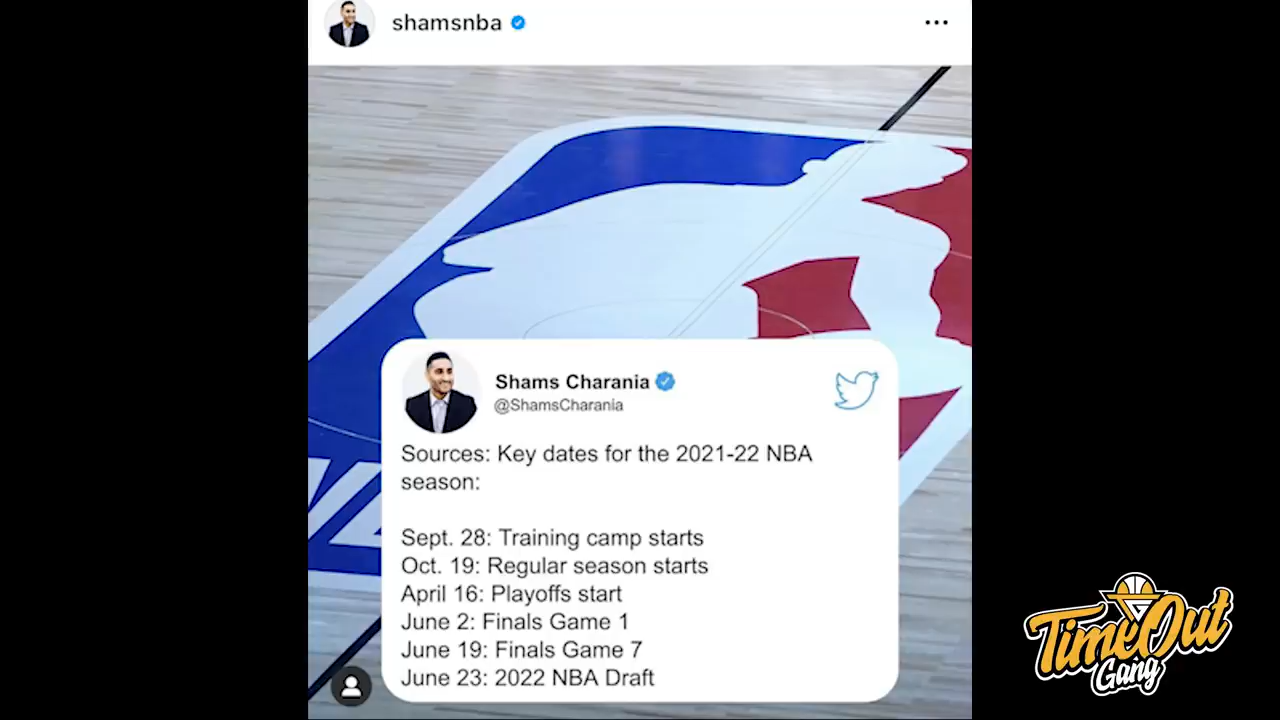 shamsnba
Shams Charania
@ShamsCharania
Sources: Key dates for the 2021-22 NBA
season:
Sept. 28: Training camp starts
Oct. 19: Regular season starts
April 16: Playoffs start
June 2: Finals Game 1
June 19: Finals Game 7
June 23: 2022 NBA Draft
TimeOut
Gang